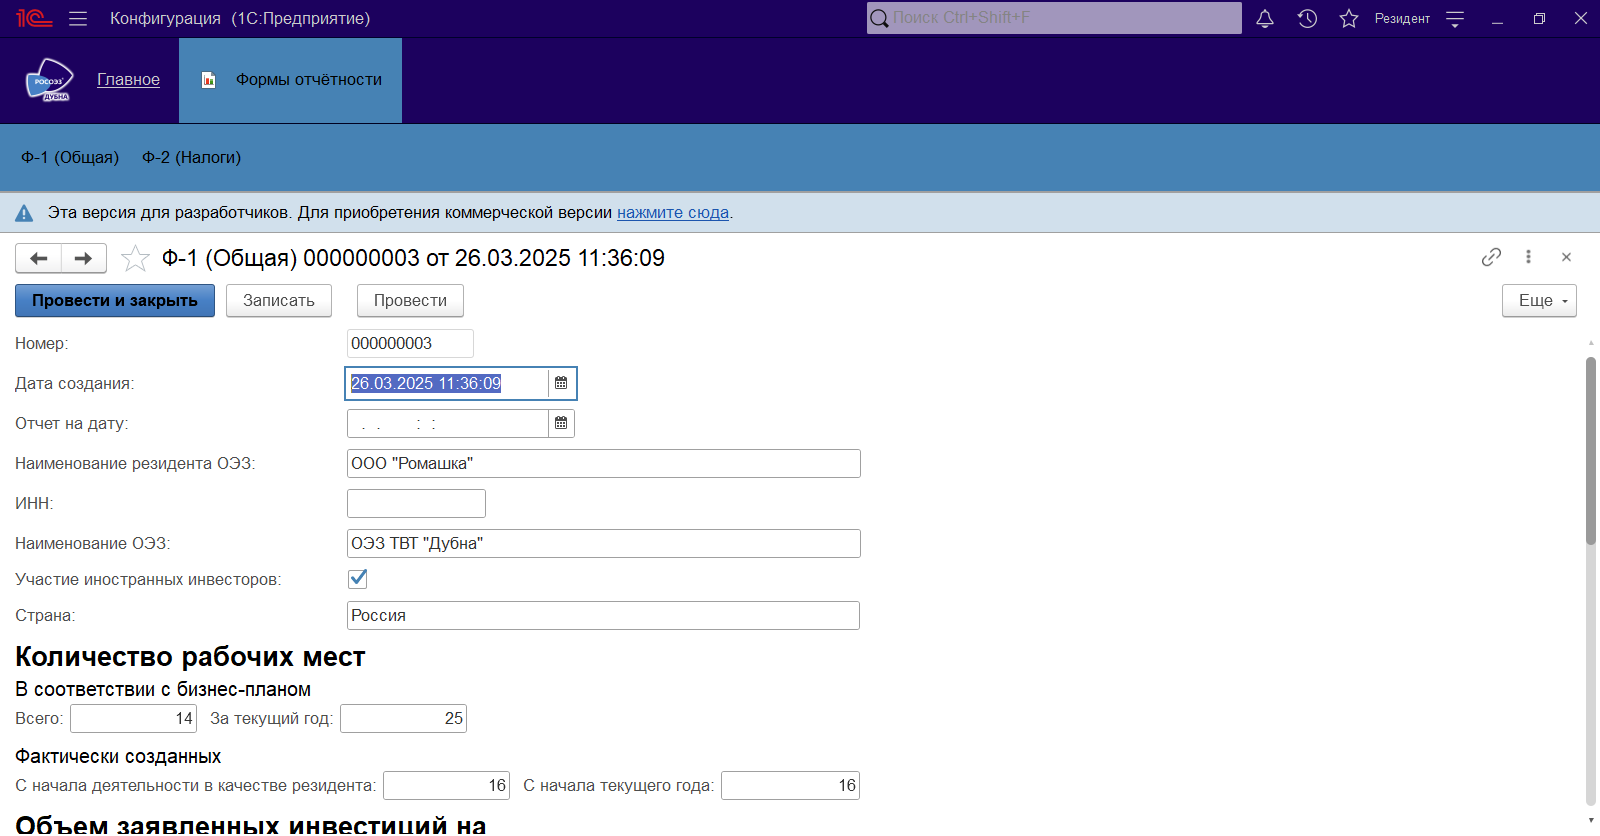 1С Конфигурация (1С:Предприятие) Поиск Ctrl+Shift+F Резидент
РОСОЭЗ ДУБНА Главное Формы отчётности
Ф-1 (Общая) Ф-2 (Налоги)
Эта версия для разработчиков. Для приобретения коммерческой версии нажмите сюда.
Ф-1 (Общая) 000000003 от 26.03.2025 11:36:09
Провести и закрыть Записать Провести Еще
Номер: 000000003
Дата создания: 26.03.2025 11:36:09
Отчет на дату: . . : :
Наименование резидента ОЭЗ: ООО "Ромашка"
ИНН:
Наименование ОЭЗ: ОЭЗ ТВТ "Дубна"
Участие иностранных инвесторов:
Страна: Россия
Количество рабочих мест
В соответствии с бизнес-планом
Всего: 14 За текущий год: 25
Фактически созданных
С начала деятельности в качестве резидента: 16 С начала текущего года: 16
Объем заявленных инвестиций на